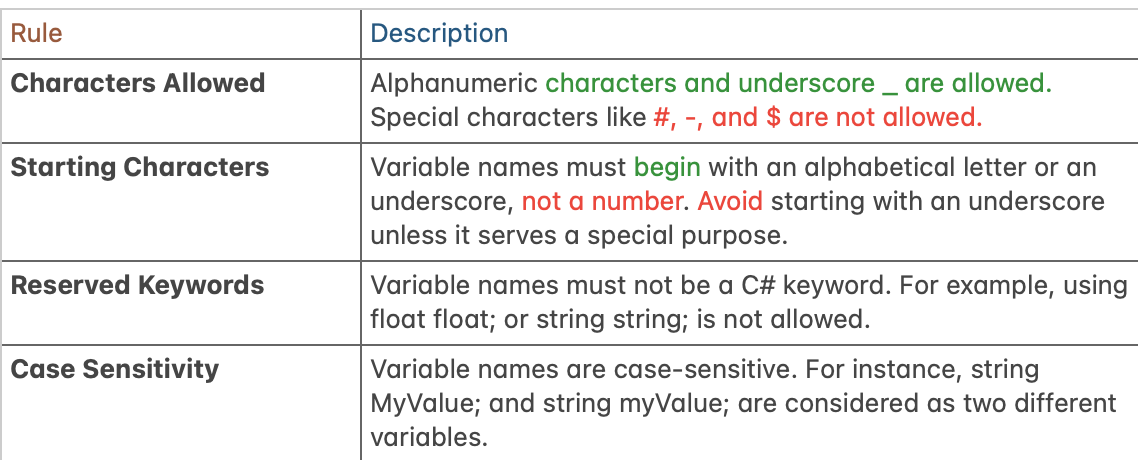 Rule
Description
Characters Allowed
Alphanumeric characters and underscore _ are allowed.
Special characters like #, -, and $ are not allowed.
Starting Characters
Variable names must begin with an alphabetical letter or an
underscore, not a number. Avoid starting with an underscore
unless it serves a special purpose.
Reserved Keywords
Variable names must not be a C# keyword. For example, using
float float; or string string; is not allowed.
Case Sensitivity
Variable names are case-sensitive. For instance, string
MyValue; and string myValue; are considered as two different
variables.